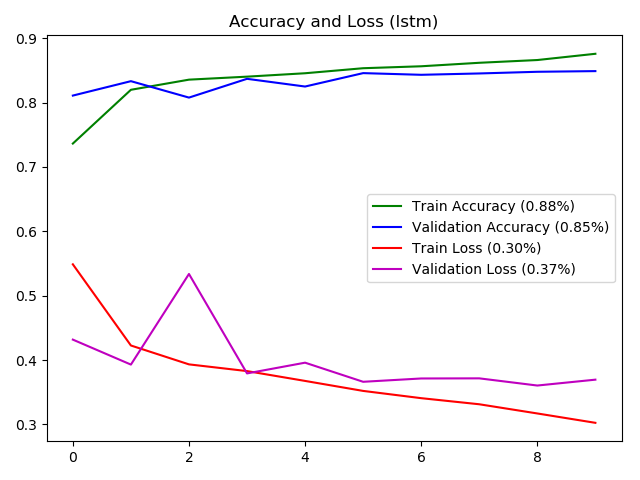 Accuracy and Loss (lstm)
0.9
0.8
0.7
0.6
0.5
0.4
0.3
Train Accuracy (0.88%)
Validation Accuracy (0.85%)
Train Loss (0.30%)
Validation Loss (0.37%)
0 2 4 6 8